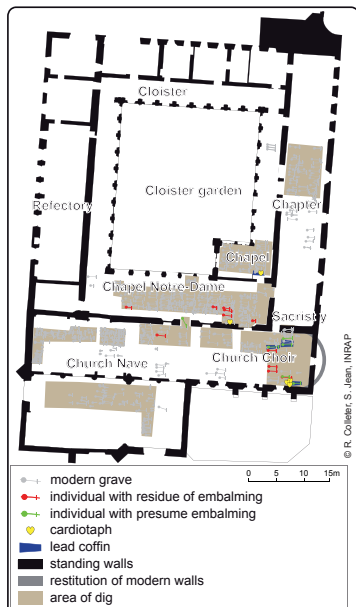 Cloister
Cloister garden
Refectory
Chapter
Chapel
Chapel Notre-Dame
Sacristy
Church Nave
Church Choir
© R. Colleter, S. Jean, INRAP
modern grave
0 5 10 15m
individual with residue of embalming
individual with presume embalming
cardiotaph
lead coffin
standing walls
restitution of modern walls
area of dig